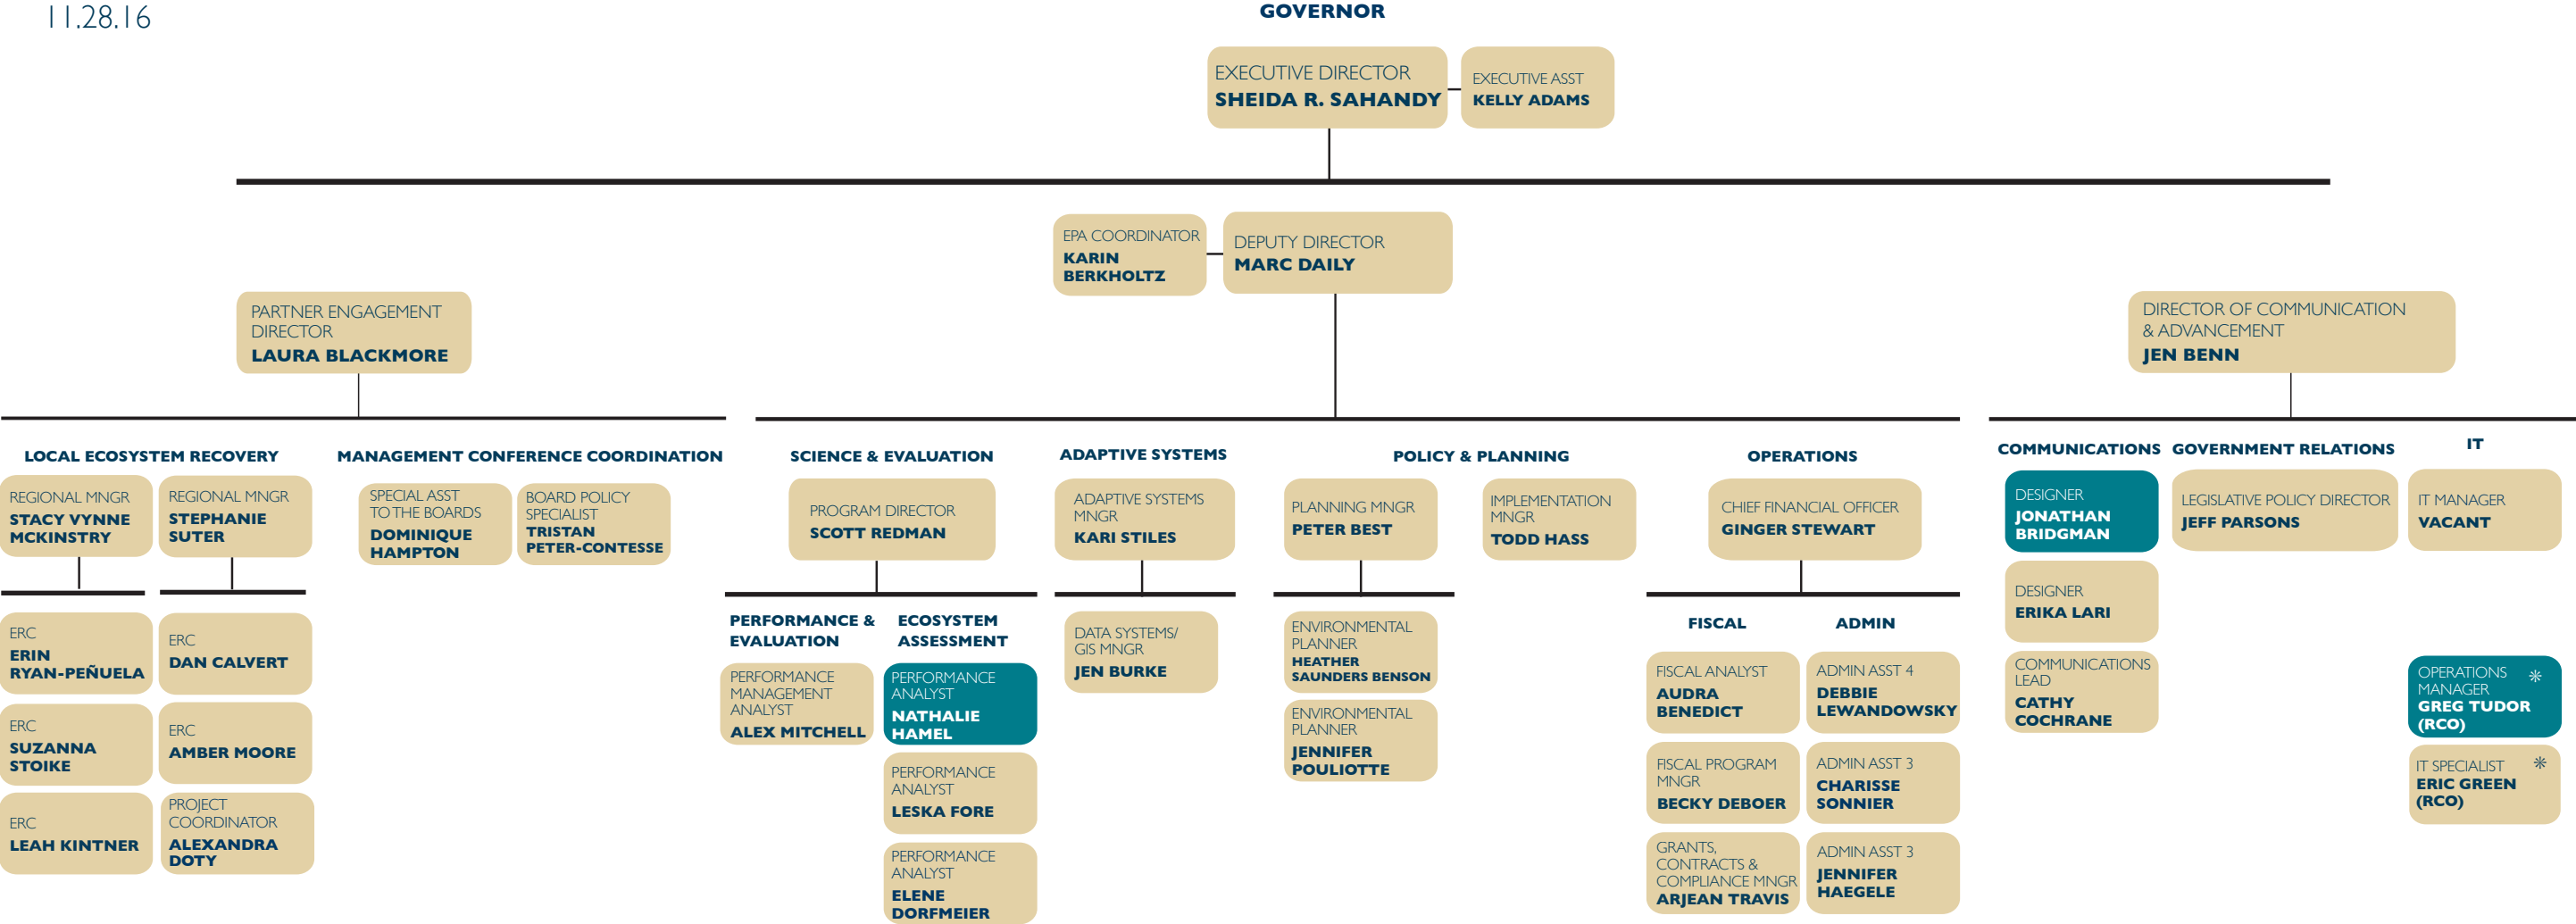 11.28.16
GOVERNOR
EXECUTIVE DIRECTOR
SHEIDA R. SAHANDY
EXECUTIVE ASST
KELLY ADAMS
EPA COORDINATOR
KARIN
BERKHOLTZ
DEPUTY DIRECTOR
MARC DAILY
PARTNER ENGAGEMENT
DIRECTOR
LAURA BLACKMORE
DIRECTOR OF COMMUNICATION
& ADVANCEMENT
JEN BENN
LOCAL ECOSYSTEM RECOVERY
REGIONAL MNGR
STACY VYNNE
MCKINSTRY
ERC
ERIN
RYAN-PEÑUELA
ERC
SUZANNA
STOIKE
ERC
LEAH KINTNER
REGIONAL MNGR
STEPHANIE
SUTER
ERC
DAN CALVERT
ERC
AMBER MOORE
PROJECT
COORDINATOR
ALEXANDRA
DOTY
MANAGEMENT CONFERENCE COORDINATION
SPECIAL ASST
TO THE BOARDS
DOMINIQUE
HAMPTON
BOARD POLICY
SPECIALIST
TRISTAN
PETER-CONTESSE
SCIENCE & EVALUATION
PROGRAM DIRECTOR
SCOTT REDMAN
PERFORMANCE &
EVALUATION
PERFORMANCE
MANAGEMENT
ANALYST
ALEX MITCHELL
ECOSYSTEM
ASSESSMENT
PERFORMANCE
ANALYST
NATHALIE
HAMEL
PERFORMANCE
ANALYST
LESKA FORE
PERFORMANCE
ANALYST
ELENE
DORFMEIER
ADAPTIVE SYSTEMS
ADAPTIVE SYSTEMS
MNGR
KARI STILES
DATA SYSTEMS/
GIS MNGR
JEN BURKE
POLICY & PLANNING
PLANNING MNGR
PETER BEST
ENVIRONMENTAL
PLANNER
HEATHER
SAUNDERS BENSON
ENVIRONMENTAL
PLANNER
JENNIFER
POULIOTTE
IMPLEMENTATION
MNGR
TODD HASS
OPERATIONS
CHIEF FINANCIAL OFFICER
GINGER STEWART
FISCAL
FISCAL ANALYST
AUDRA
BENEDICT
FISCAL PROGRAM
MNGR
BECKY DEBOER
GRANTS,
CONTRACTS &
COMPLIANCE MNGR
ARJEAN TRAVIS
ADMIN
ADMIN ASST 4
DEBBIE
LEWANDOWSKY
ADMIN ASST 3
CHARISSE
SONNIER
ADMIN ASST 3
JENNIFER
HAEGELE
COMMUNICATIONS
DESIGNER
JONATHAN
BRIDGMAN
DESIGNER
ERIKA LARI
COMMUNICATIONS
LEAD
CATHY
COCHRANE
GOVERNMENT RELATIONS
LEGISLATIVE POLICY DIRECTOR
JEFF PARSONS
IT
IT MANAGER
VACANT
OPERATIONS
MANAGER
GREG TUDOR
(RCO)
IT SPECIALIST
ERIC GREEN
(RCO)